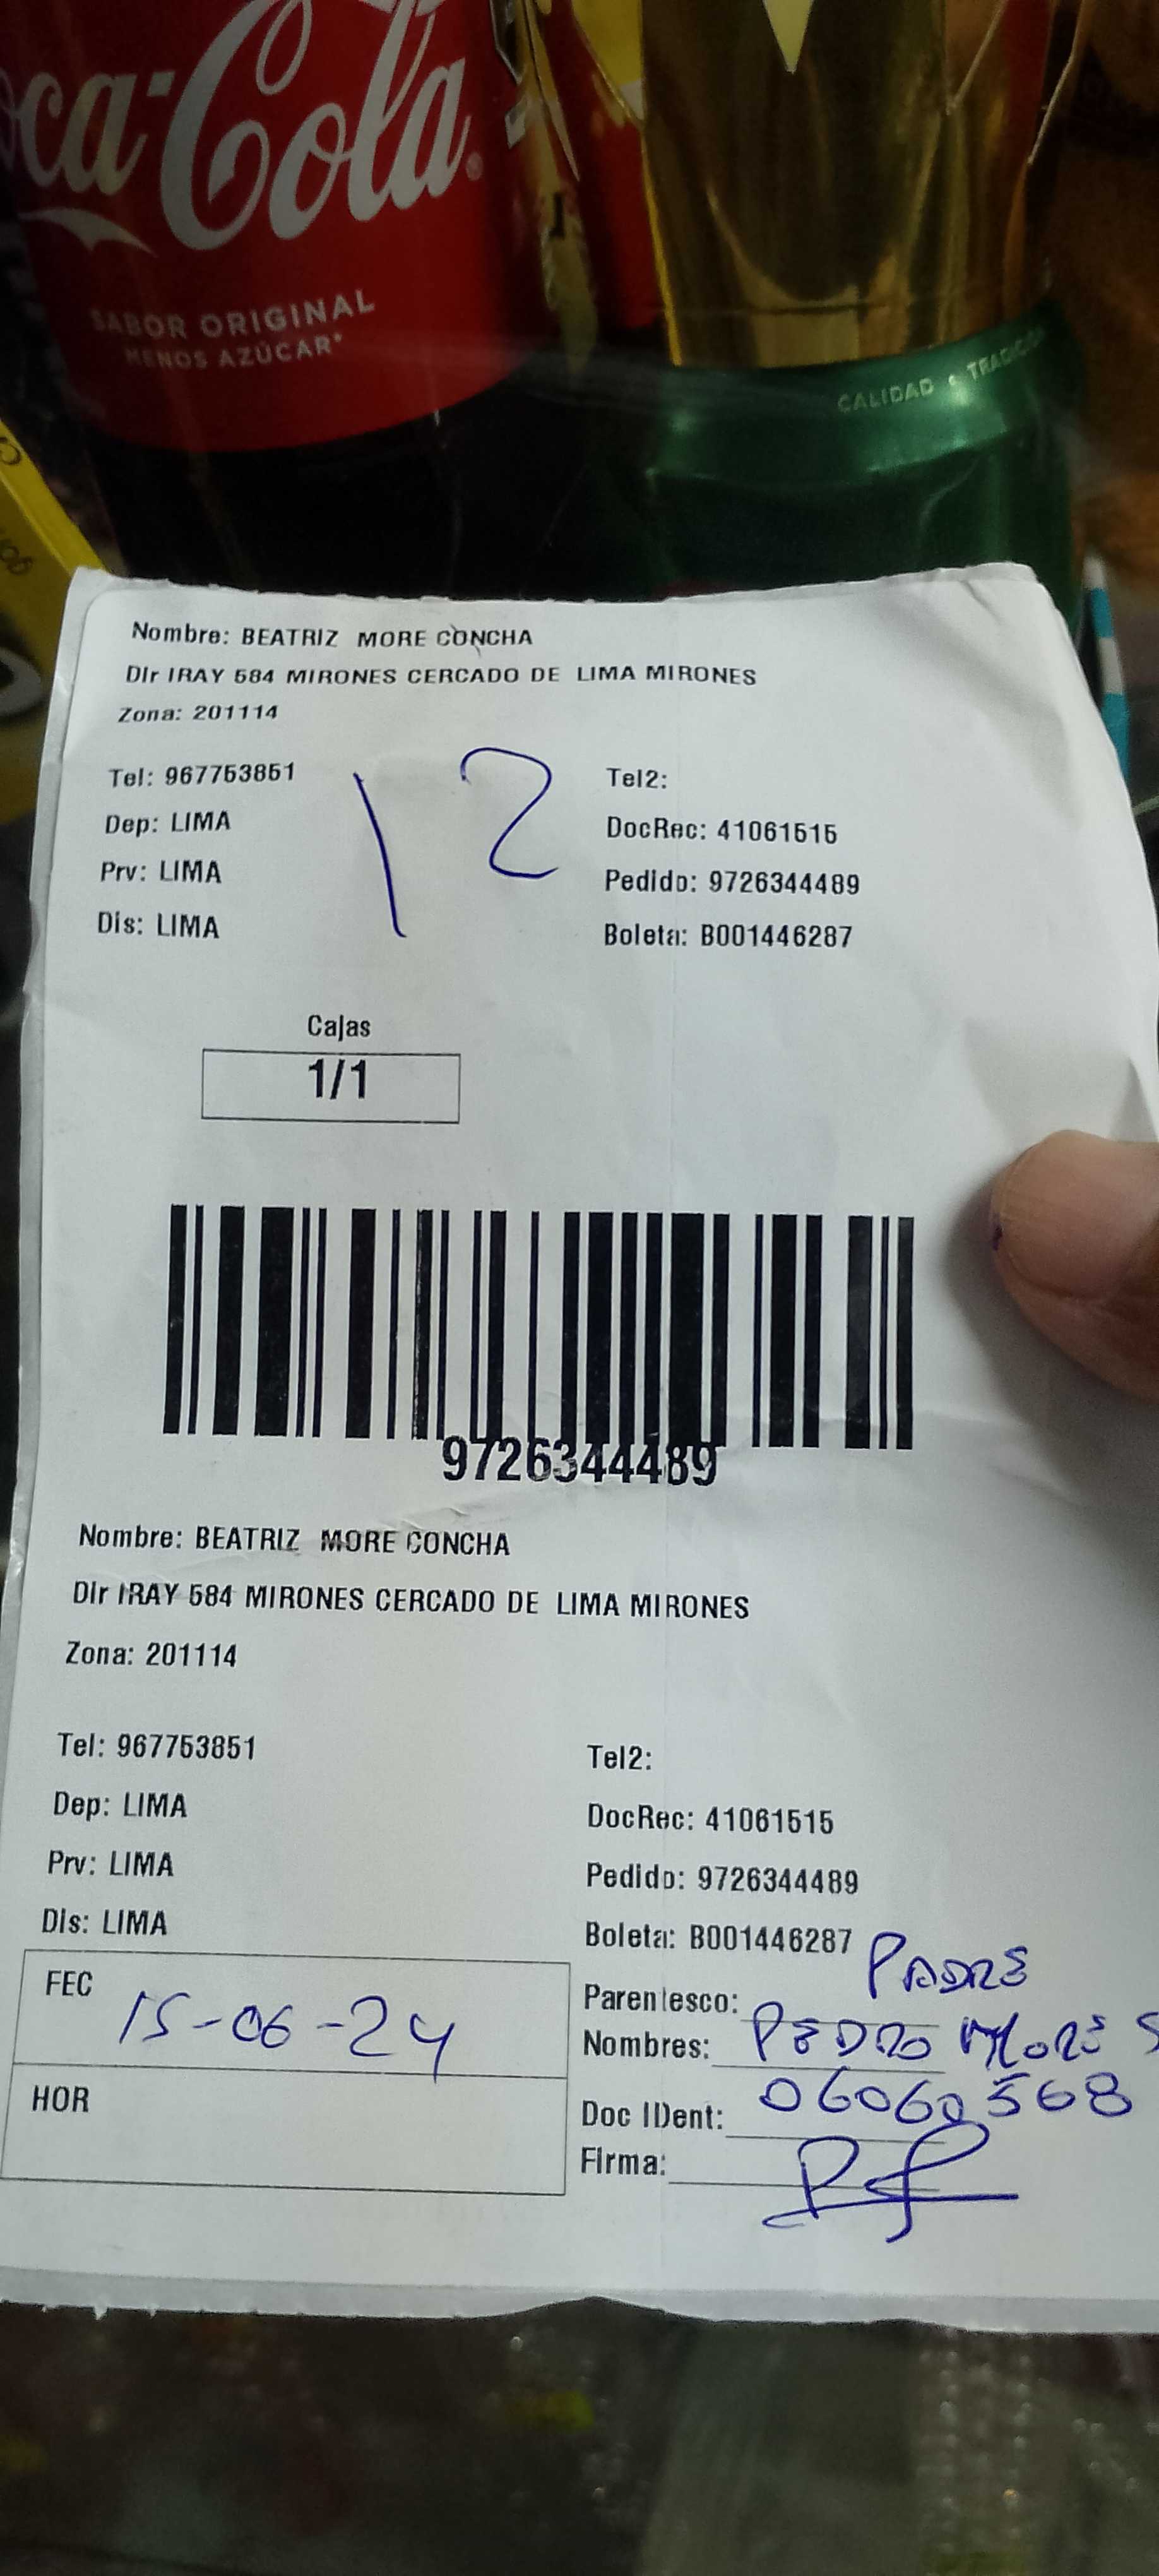 Coca-Cola
SABOR ORIGINAL
MENOS AZÚCAR*
CALIDAD
Nombre: BEATRIZ MORE CONCHA
Dir IRAY 584 MIRONES CERCADO DE LIMA MIRONES
Zona: 201114
Tel: 967753851 Tel2:
12
Dep: LIMA DocRec: 41061515
Prv: LIMA Pedido: 9726344489
Dis: LIMA Boleta: B001446287
Cajas
1/1
9726344489
Nombre: BEATRIZ MORE CONCHA
Dir IRAY 584 MIRONES CERCADO DE LIMA MIRONES
Zona: 201114
Tel: 967753851 Tel2:
Dep: LIMA DocRec: 41061515
Prv: LIMA Pedido: 9726344489
Dis: LIMA Boleta: B001446287
FEC 15-06-24
Parentesco: PADRE
Nombres: PEDRO MORE S
HOR
Doc IDent: 06060568
Firma: